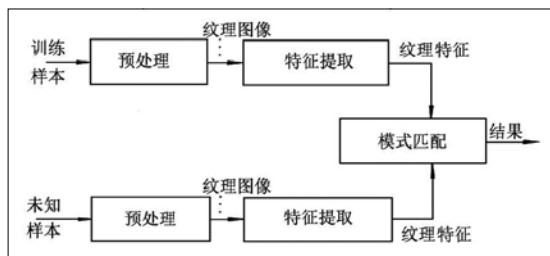 训练
样本
预处理
纹理图像
特征提取
纹理特征
模式匹配
结果
未知
样本
预处理
纹理图像
特征提取
纹理特征